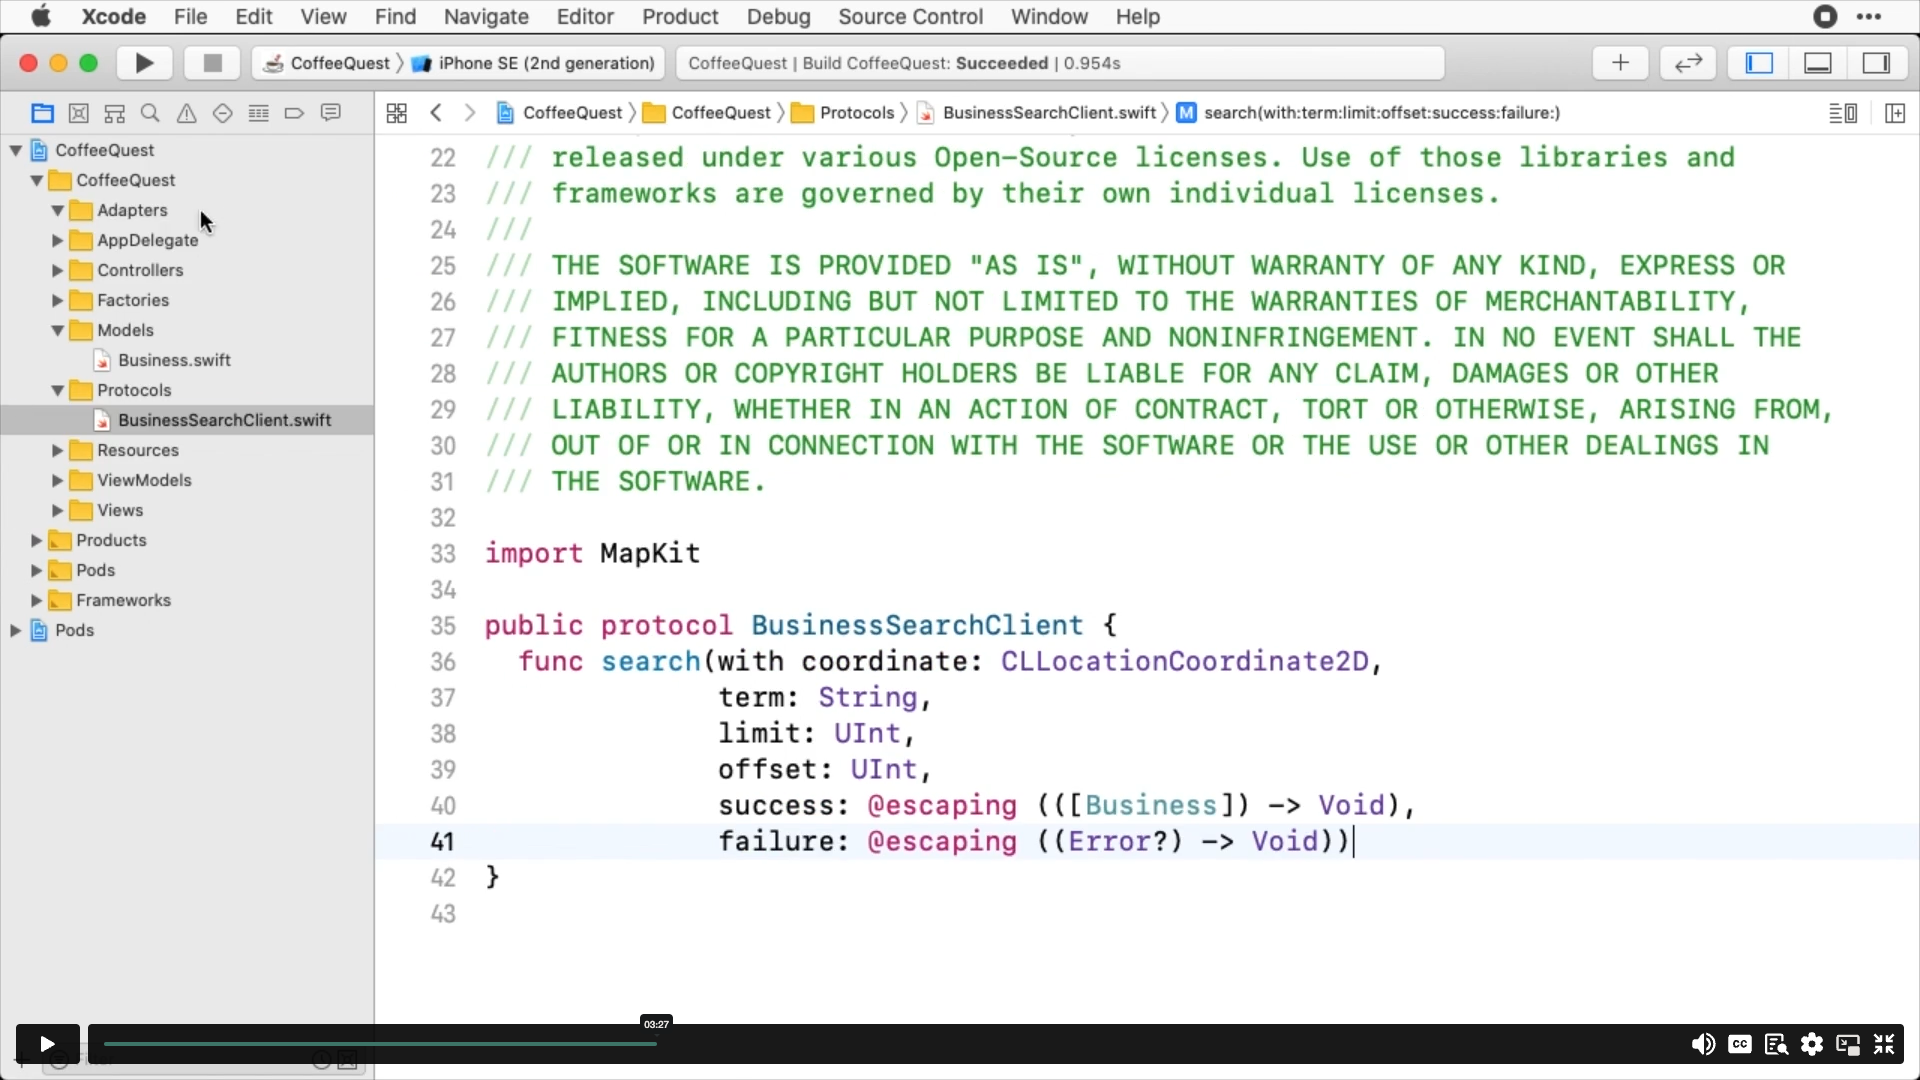 Xcode File Edit View Find Navigate Editor Product Debug Source Control Window Help
CoffeeQuest iPhone SE (2nd generation)
CoffeeQuest | Build CoffeeQuest: Succeeded | 0.954s
CoffeeQuest CoffeeQuest Protocols BusinessSearchClient.swift M search(with:term:limit:offset:success:failure:)
CoffeeQuest
CoffeeQuest
Adapters
AppDelegate
Controllers
Factories
Models
Business.swift
Protocols
BusinessSearchClient.swift
Resources
ViewModels
Views
Products
Pods
Frameworks
Pods
22 /// released under various Open-Source licenses. Use of those libraries and
23 /// frameworks are governed by their own individual licenses.
24 ///
25 /// THE SOFTWARE IS PROVIDED "AS IS", WITHOUT WARRANTY OF ANY KIND, EXPRESS OR
26 /// IMPLIED, INCLUDING BUT NOT LIMITED TO THE WARRANTIES OF MERCHANTABILITY,
27 /// FITNESS FOR A PARTICULAR PURPOSE AND NONINFRINGEMENT. IN NO EVENT SHALL THE
28 /// AUTHORS OR COPYRIGHT HOLDERS BE LIABLE FOR ANY CLAIM, DAMAGES OR OTHER
29 /// LIABILITY, WHETHER IN AN ACTION OF CONTRACT, TORT OR OTHERWISE, ARISING FROM,
30 /// OUT OF OR IN CONNECTION WITH THE SOFTWARE OR THE USE OR OTHER DEALINGS IN
31 /// THE SOFTWARE.
32
33 import MapKit
34
35 public protocol BusinessSearchClient {
36 func search(with coordinate: CLLocationCoordinate2D,
37 term: String,
38 limit: UInt,
39 offset: UInt,
40 success: @escaping (([Business]) -> Void),
41 failure: @escaping ((Error?) -> Void))
42 }
43
03:27
CC